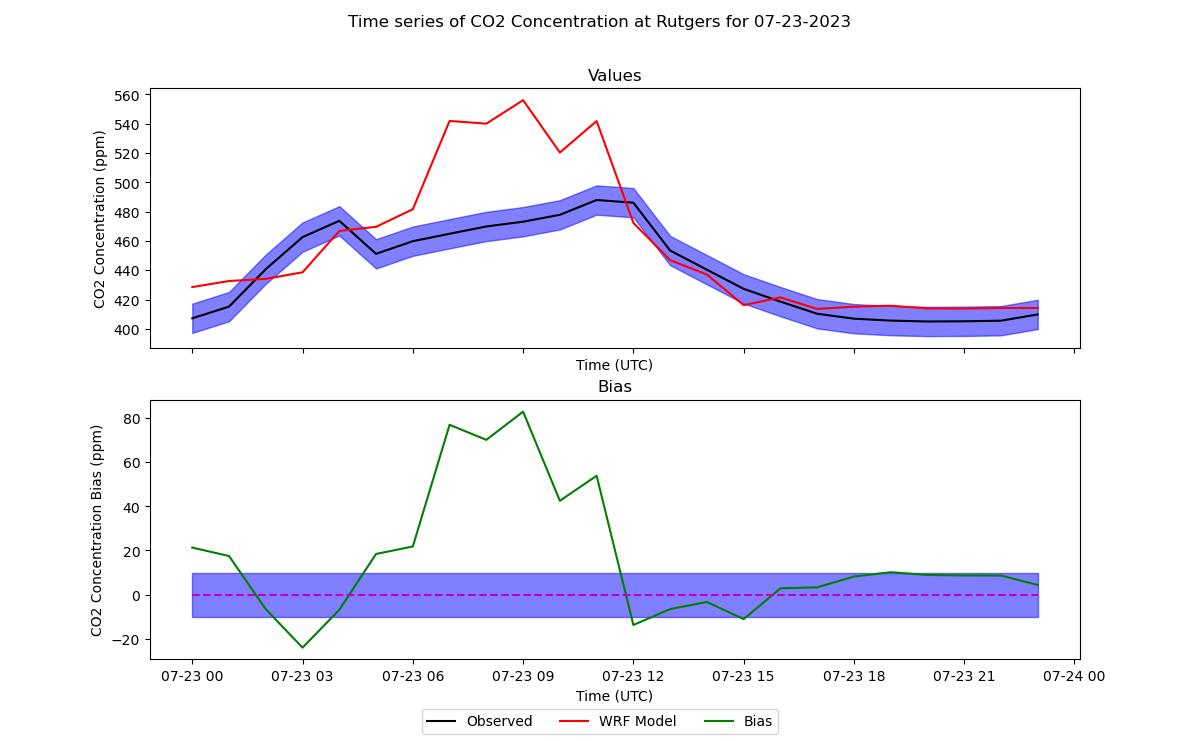 Time series of CO2 Concentration at Rutgers for 07-23-2023
Values
CO2 Concentration (ppm)
560
540
520
500
480
460
440
420
400
Time (UTC)
Bias
CO2 Concentration Bias (ppm)
80
60
40
20
0
−20
07-23 00 07-23 03 07-23 06 07-23 09 07-23 12 07-23 15 07-23 18 07-23 21 07-24 00
Time (UTC)
Observed WRF Model Bias